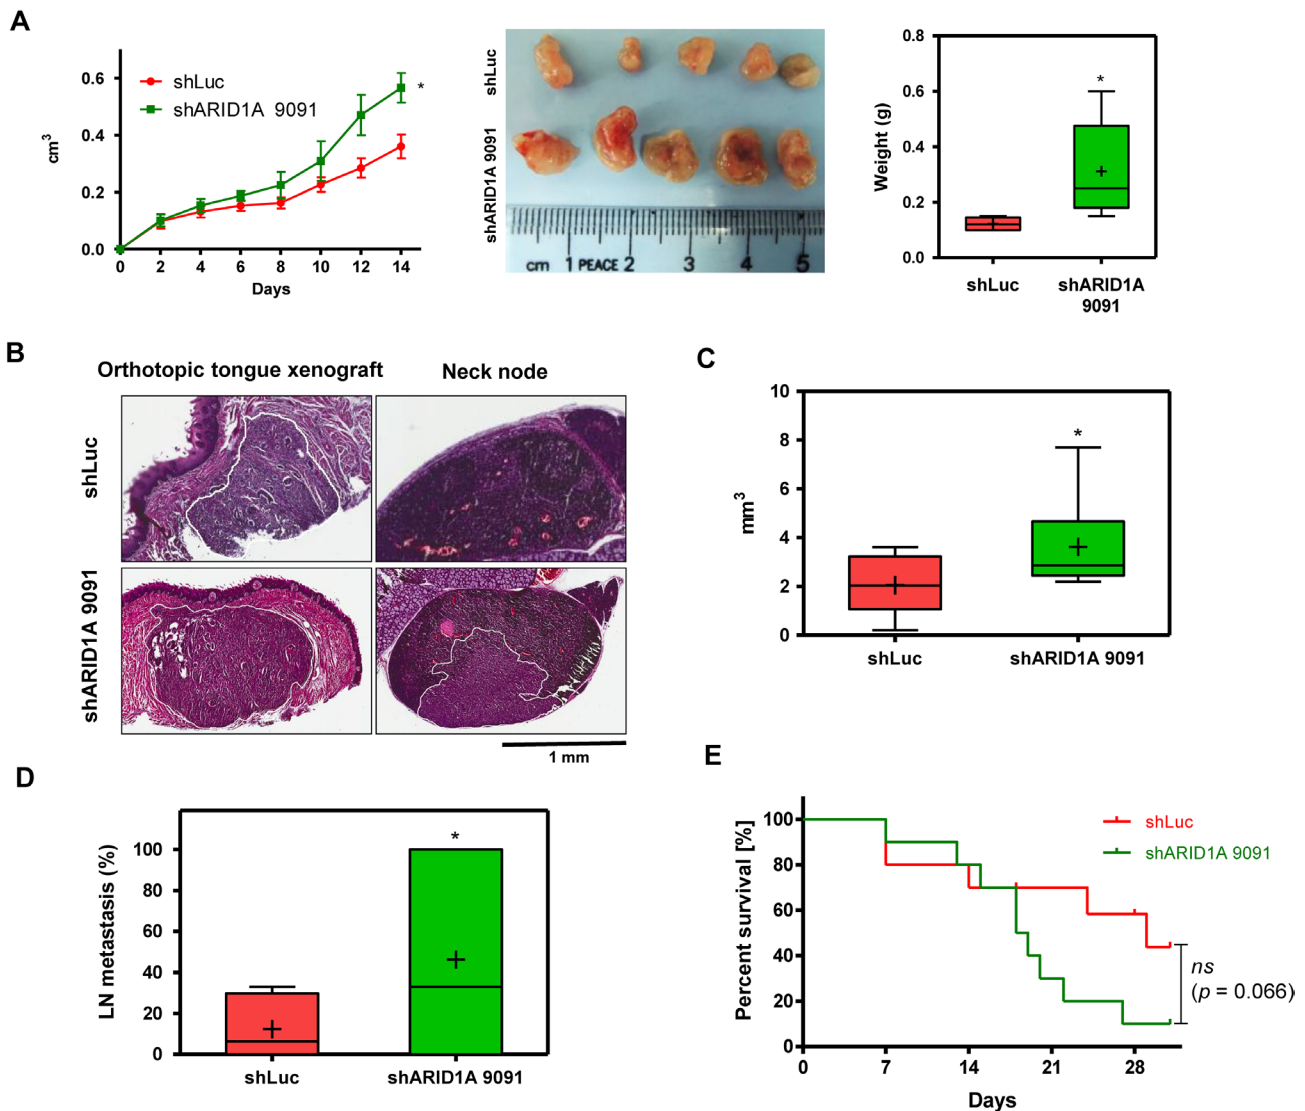 A
0.6
0.4
0.2
0.0
cm3
0 2 4 6 8 10 12 14
Days
shLuc
shARID1A 9091
*
shLuc
shARID1A 9091
cm 1 PEACE 2 3 4 5
0.8
0.6
0.4
0.2
0.0
Weight (g)
*
shLuc
shARID1A
9091
B
Orthotopic tongue xenograft
Neck node
shLuc
shARID1A 9091
1 mm
C
10
8
6
4
2
0
mm3
*
shLuc
shARID1A 9091
D
100
80
60
40
20
0
LN metastasis (%)
*
shLuc
shARID1A 9091
E
100
80
60
40
20
0
Percent survival [%]
shLuc
shARID1A 9091
ns
(p = 0.066)
0 7 14 21 28
Days